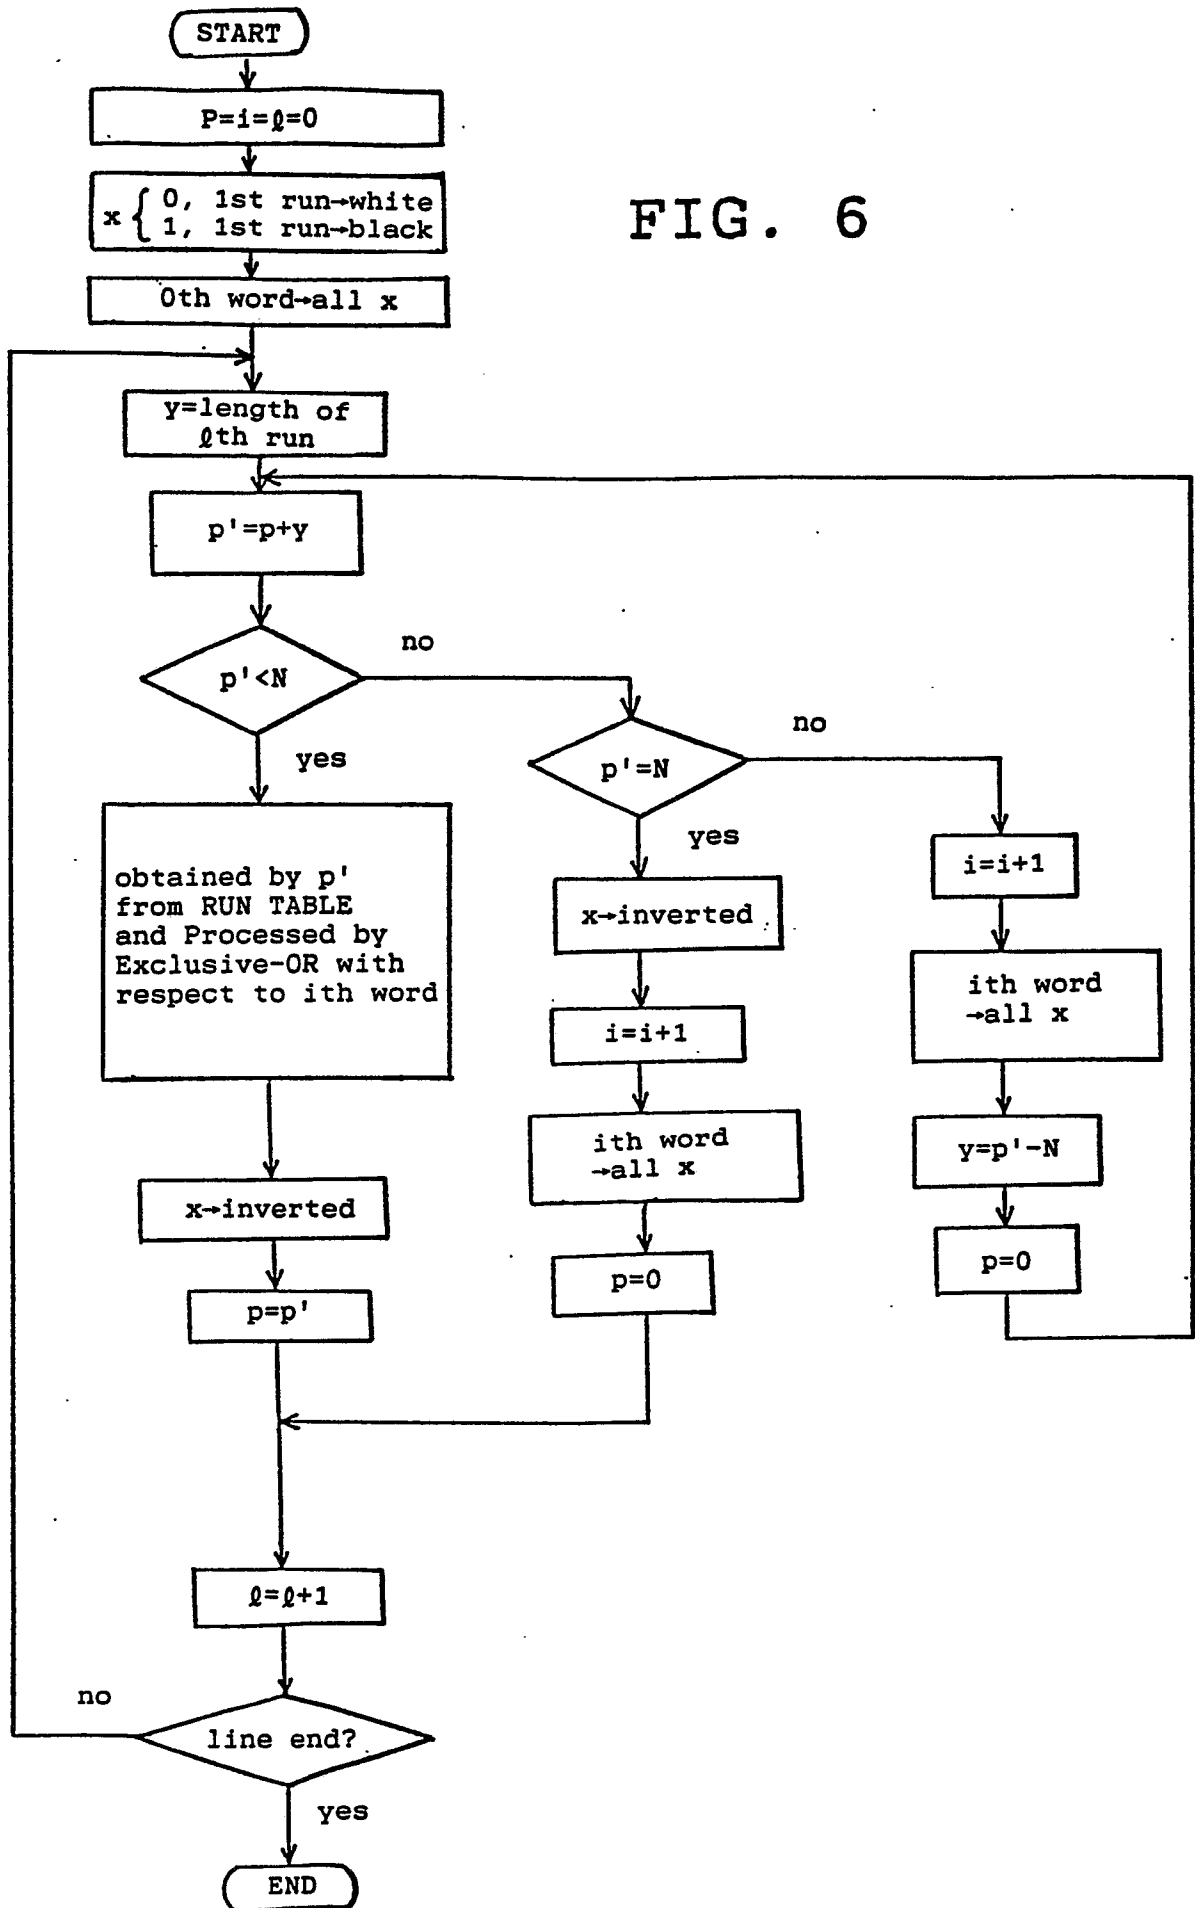 START
P=i=ℓ=0
FIG. 6
x { 0, 1st run→white
1, 1st run→black
0th word→all x
y=length of
ℓth run
p'=p+y
p'<N
no
yes
p'=N
no
yes
obtained by p'
from RUN TABLE
and Processed by
Exclusive-OR with
respect to ith word
x→inverted
p=p'
x→inverted
i=i+1
ith word
→all x
p=0
i=i+1
ith word
→all x
y=p'-N
p=0
ℓ=ℓ+1
line end?
no
yes
END